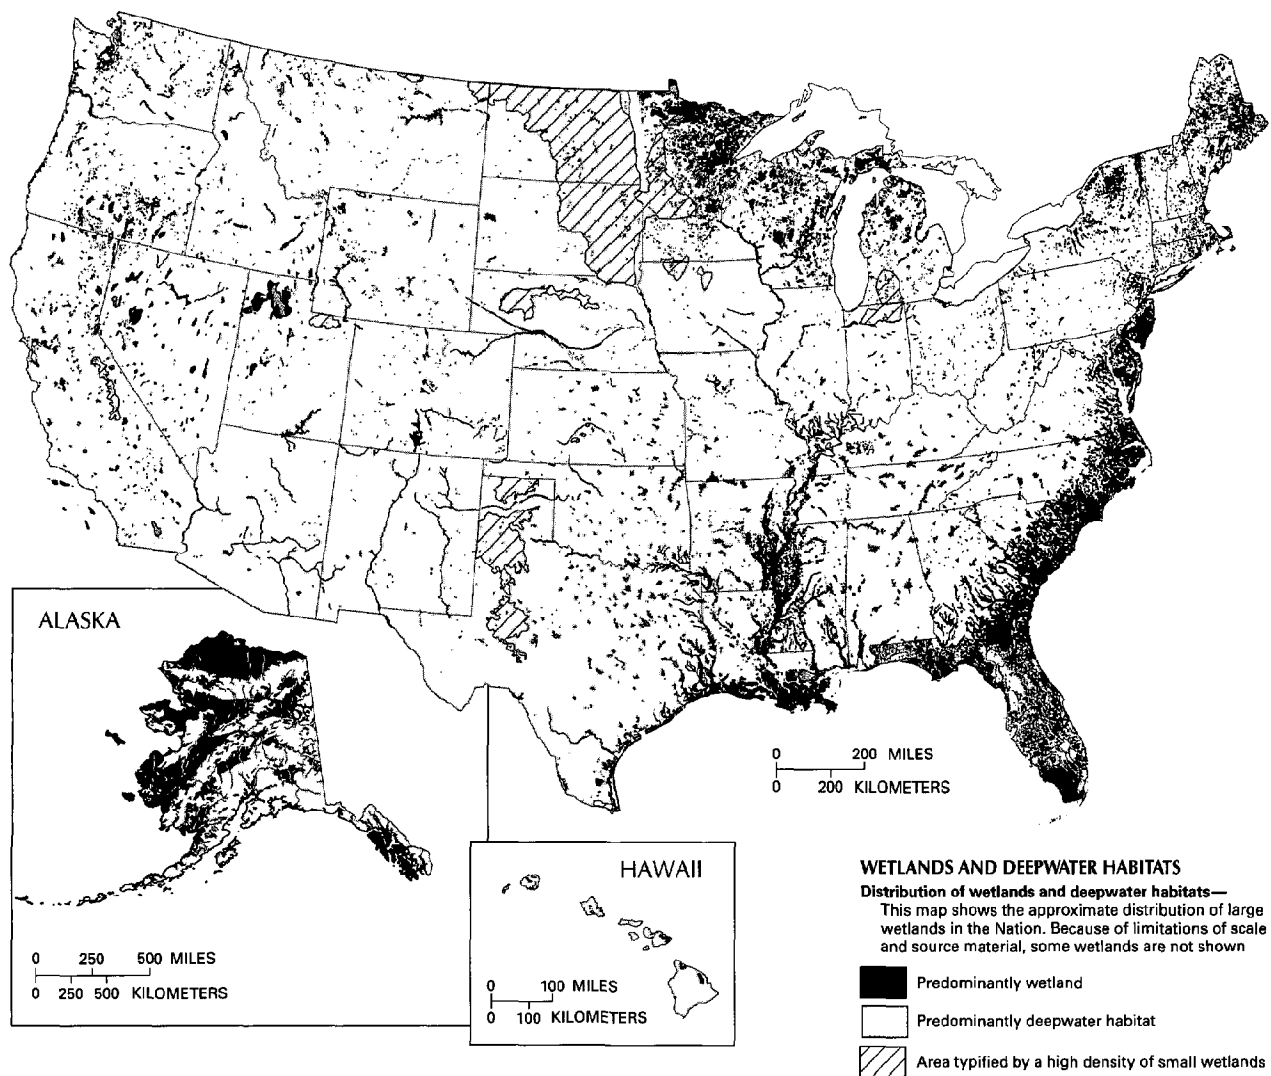 ALASKA
0 200 MILES
0 200 KILOMETERS
HAWAII
0 250 500 MILES
0 250 500 KILOMETERS
0 100 MILES
0 100 KILOMETERS
WETLANDS AND DEEPWATER HABITATS
Distribution of wetlands and deepwater habitats—
This map shows the approximate distribution of large
wetlands in the Nation. Because of limitations of scale
and source material, some wetlands are not shown
Predominantly wetland
Predominantly deepwater habitat
Area typified by a high density of small wetlands